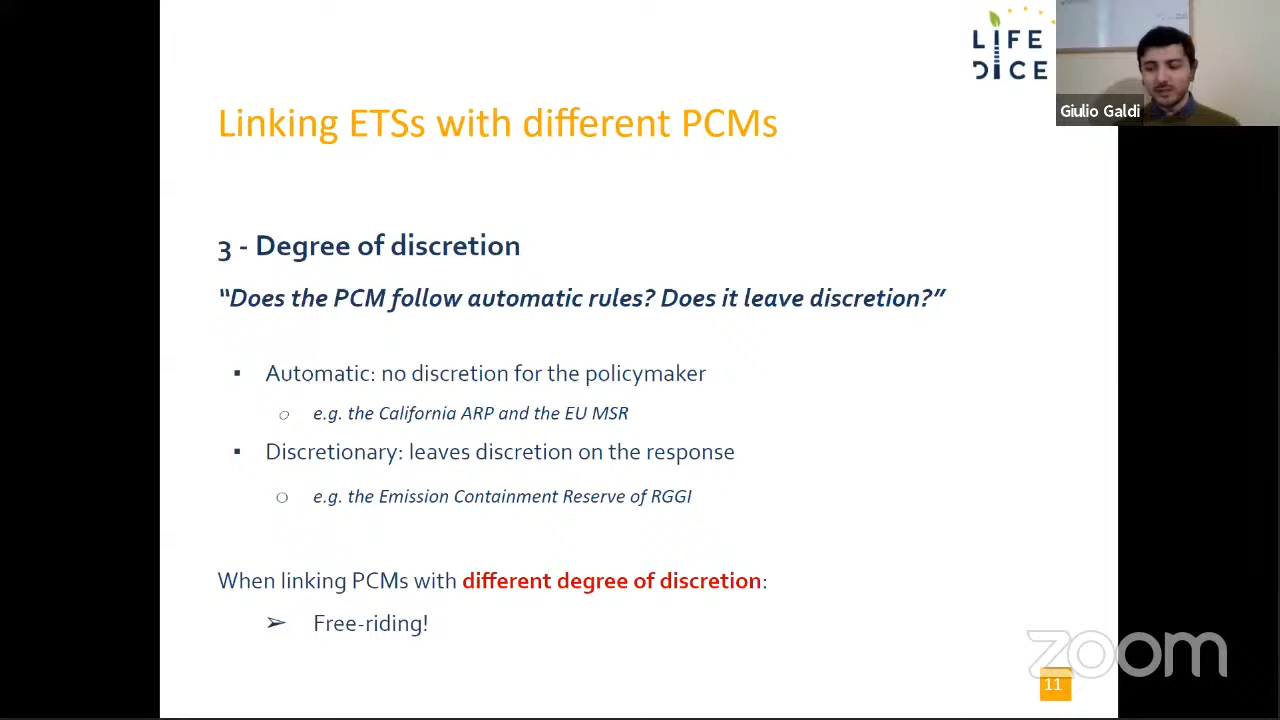 LIFE
DICE
Giulio Galdi
Linking ETSs with different PCMs
3 - Degree of discretion
“Does the PCM follow automatic rules? Does it leave discretion?”
▪ Automatic: no discretion for the policymaker
o e.g. the California ARP and the EU MSR
▪ Discretionary: leaves discretion on the response
o e.g. the Emission Containment Reserve of RGGI
When linking PCMs with different degree of discretion:
➢ Free-riding!
zoom
11